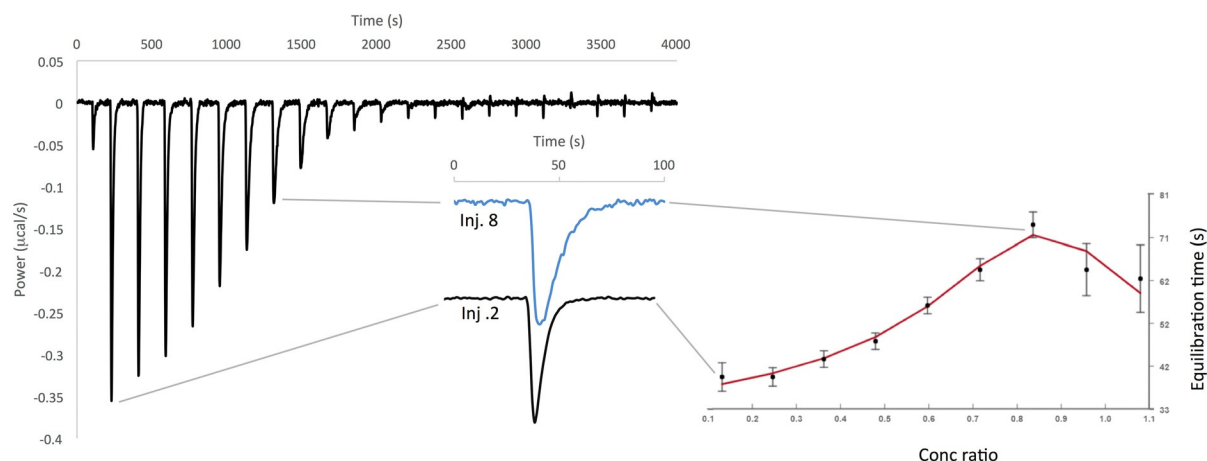 Time (s)
0 500 1000 1500 2000 2500 3000 3500 4000
0.05
0
-0.05
-0.1
-0.15
-0.2
-0.25
-0.3
-0.35
-0.4
Power (μcal/s)
Time (s)
0 50 100
Inj. 8
Inj .2
81
71
62
52
42
33
Equilibration time (s)
0.1 0.2 0.3 0.4 0.5 0.6 0.7 0.8 0.9 1.0 1.1
Conc ratio